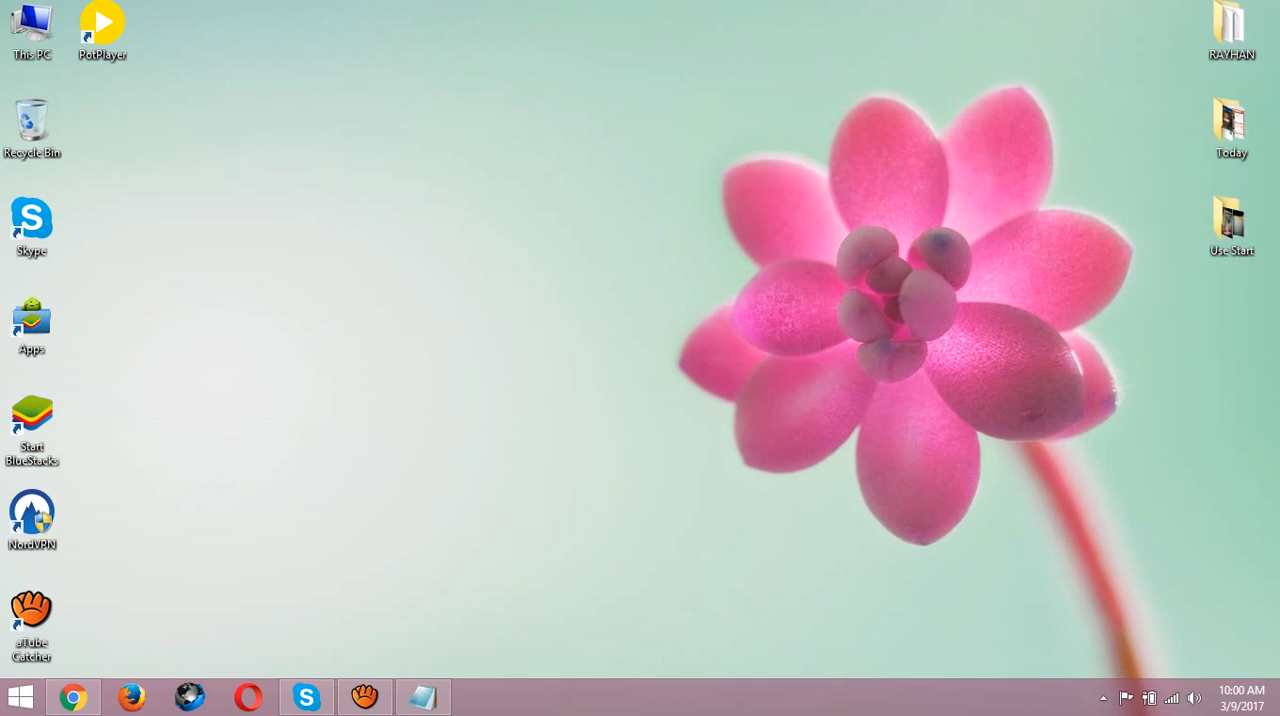 This PC
PotPlayer
Recycle Bin
Skype
Apps
Start
BlueStacks
NordVPN
aTube
Catcher
RAYHAN
Today
Use Start
10:00 AM
3/9/2017